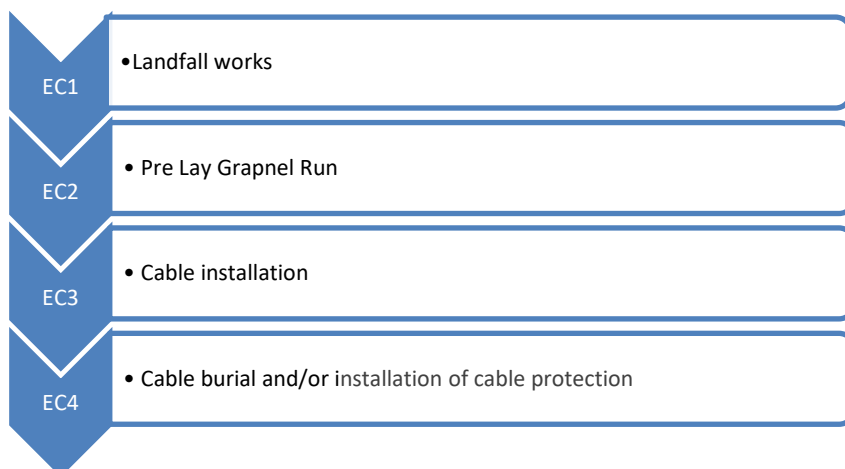 EC1
•Landfall works
EC2
• Pre Lay Grapnel Run
EC3
• Cable installation
EC4
• Cable burial and/or installation of cable protection